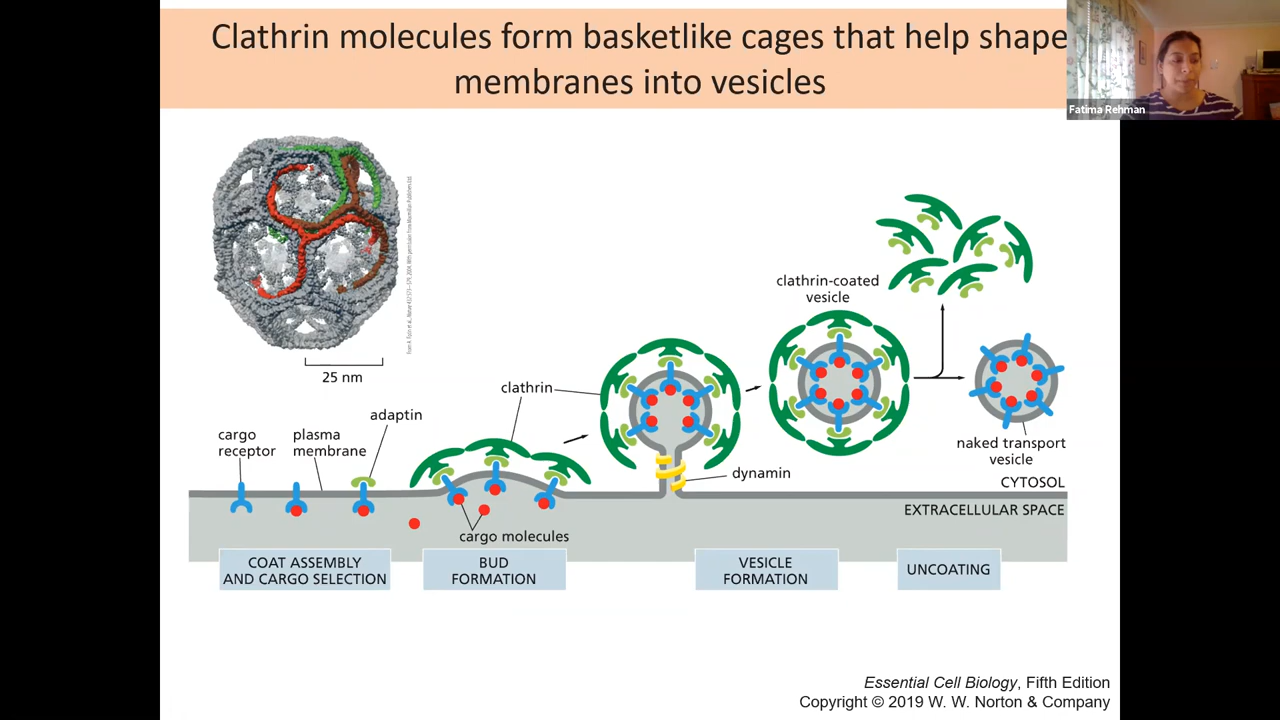 Clathrin molecules form basketlike cages that help shape
membranes into vesicles
Fatima Rehman
25 nm
clathrin-coated
vesicle
clathrin
adaptin
cargo
receptor
plasma
membrane
cargo molecules
dynamin
naked transport
vesicle
CYTOSOL
EXTRACELLULAR SPACE
COAT ASSEMBLY
AND CARGO SELECTION
BUD
FORMATION
VESICLE
FORMATION
UNCOATING
Essential Cell Biology, Fifth Edition
Copyright © 2019 W. W. Norton & Company